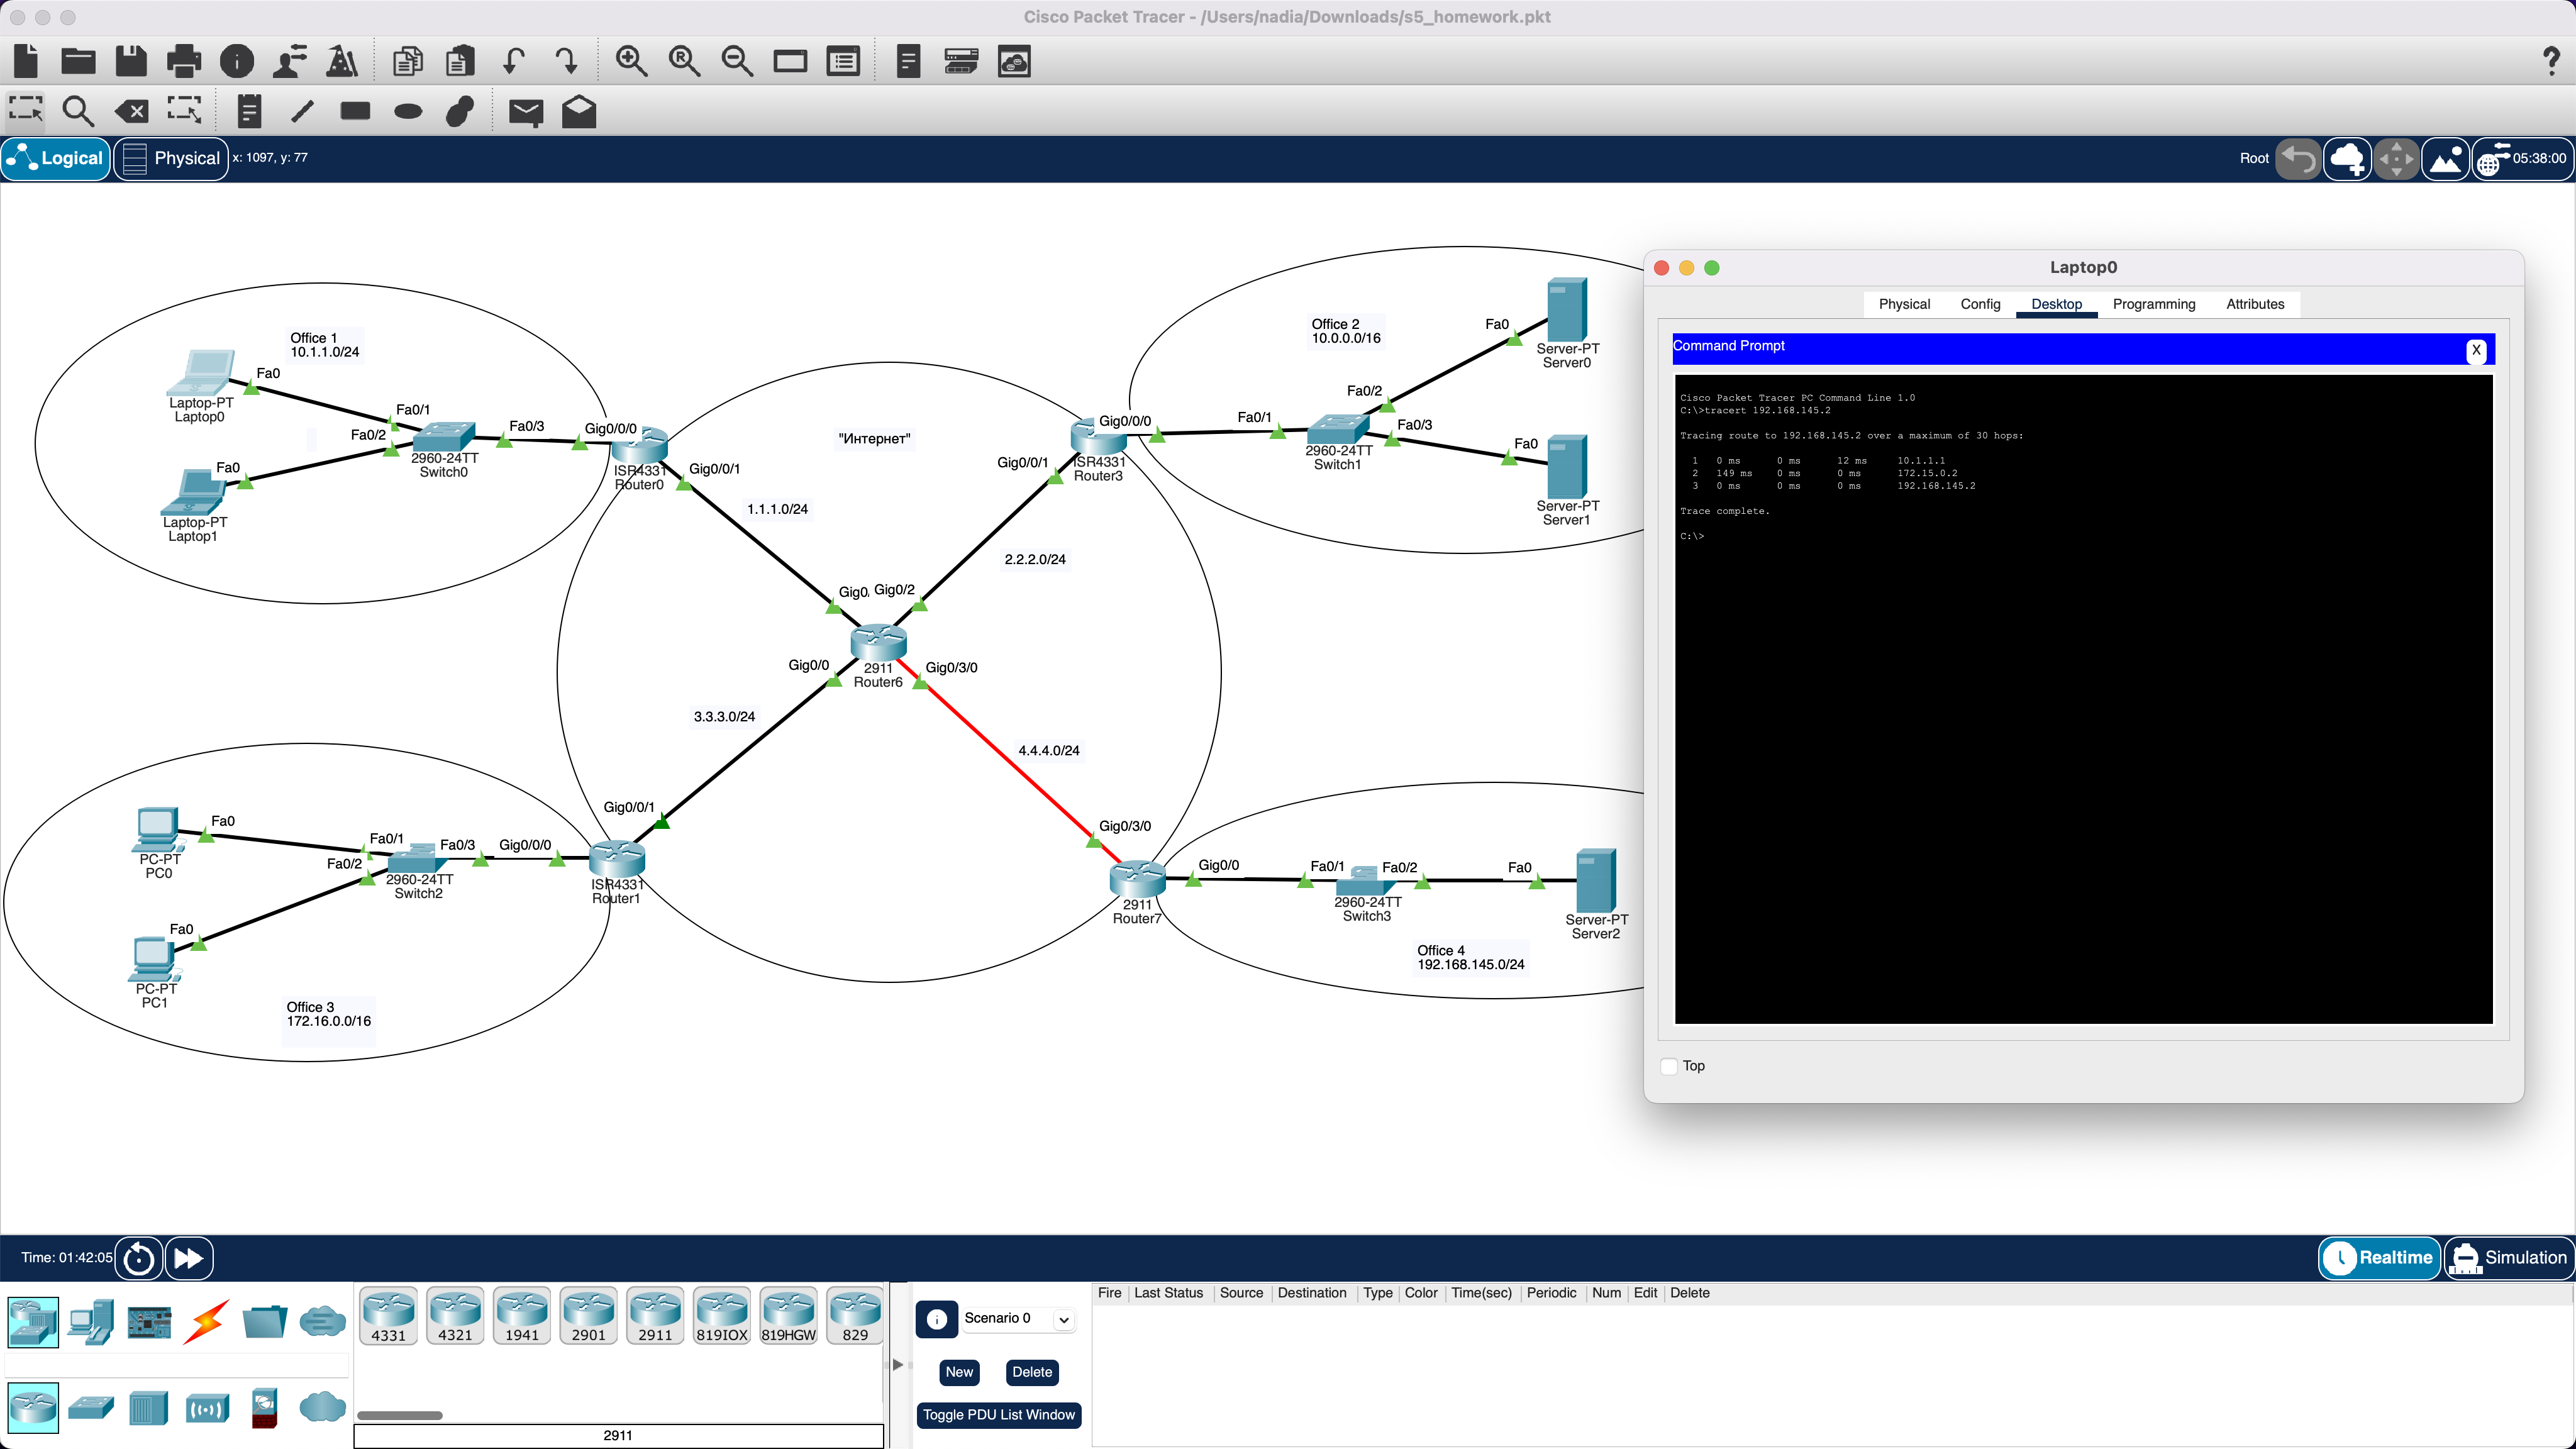 Cisco Packet Tracer - /Users/nadia/Downloads/s5_homework.pkt
Logical
Physical
x: 1097, y: 77
Root
05:38:00
Office 1
10.1.1.0/24
Fa0
Laptop-PT
Laptop0
Fa0/1
Fa0/2
Fa0/3
2960-24TT
Switch0
Fa0
Laptop-PT
Laptop1
Gig0/0/0
ISR4331
Router0
Gig0/0/1
1.1.1.0/24
"Интернет"
Gig0/0/0
Gig0/0/1
ISR4331
Router3
2.2.2.0/24
Office 2
10.0.0.0/16
Fa0
Server-PT
Server0
Fa0/2
Fa0/1
Fa0/3
2960-24TT
Switch1
Fa0
Server-PT
Server1
Gig0/2
Gig0/0
2911
Router6
Gig0/3/0
3.3.3.0/24
4.4.4.0/24
Gig0/0/1
Fa0
PC-PT
PC0
Fa0/1
Fa0/2
Fa0/3
Gig0/0/0
2960-24TT
Switch2
ISR4331
Router1
Fa0
PC-PT
PC1
Office 3
172.16.0.0/16
Gig0/3/0
Gig0/0
2911
Router7
Fa0/1
Fa0/2
2960-24TT
Switch3
Fa0
Server-PT
Server2
Office 4
192.168.145.0/24
Laptop0
Physical Config Desktop Programming Attributes
Command Prompt
X
Cisco Packet Tracer PC Command Line 1.0
C:\>tracert 192.168.145.2
Tracing route to 192.168.145.2 over a maximum of 30 hops:
1 0 ms 0 ms 12 ms 10.1.1.1
2 149 ms 0 ms 0 ms 172.15.0.2
3 0 ms 0 ms 0 ms 192.168.145.2
Trace complete.
C:\>
Top
Time: 01:42:05
Realtime
Simulation
4331 4321 1941 2901 2911 819IOX 819HGW 829
2911
Scenario 0
New
Delete
Toggle PDU List Window
Fire Last Status Source Destination Type Color Time(sec) Periodic Num Edit Delete